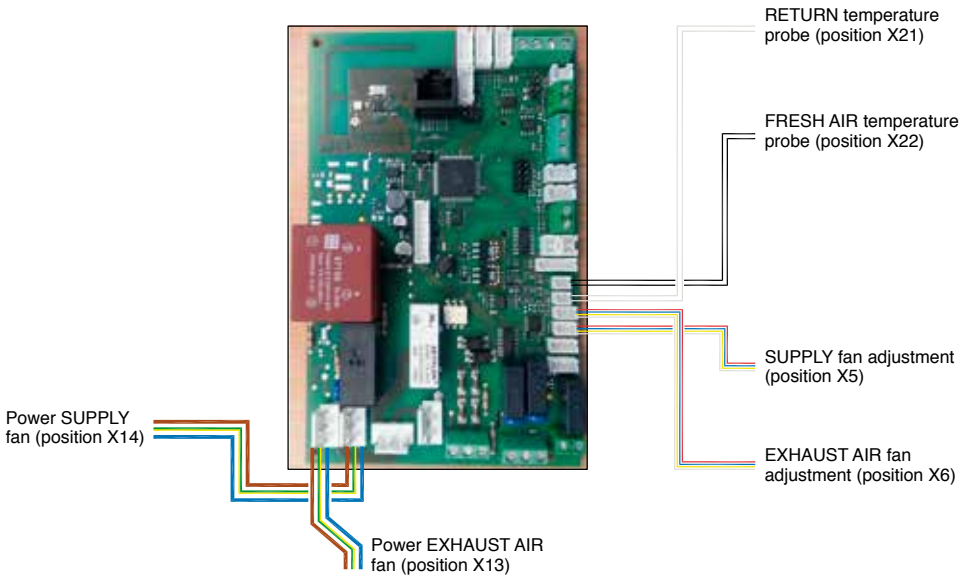 RETURN temperature
probe (position X21)
FRESH AIR temperature
probe (position X22)
SUPPLY fan adjustment
(position X5)
Power SUPPLY
fan (position X14)
EXHAUST AIR fan
adjustment (position X6)
Power EXHAUST AIR
fan (position X13)